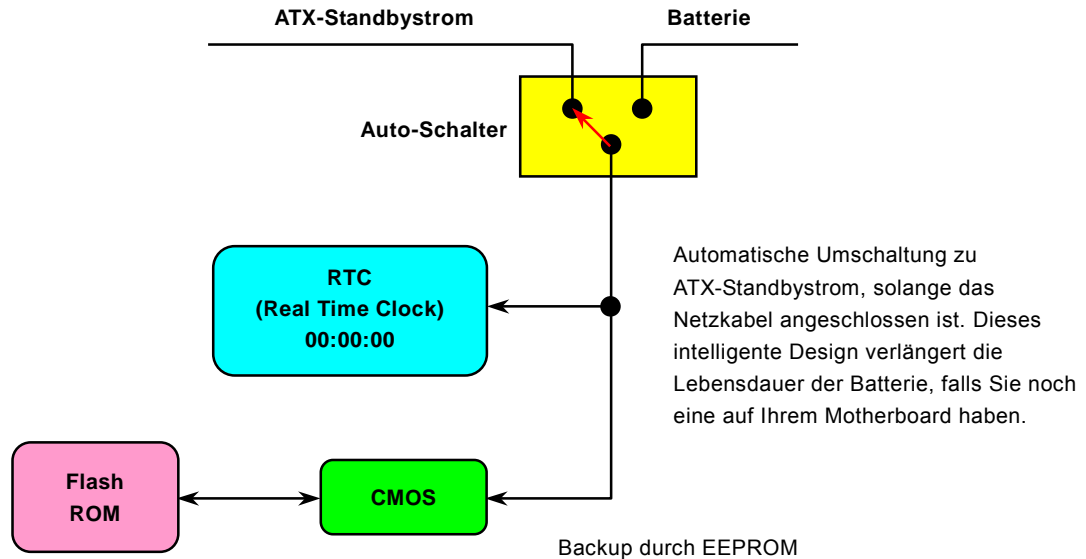 ATX-Standbystrom
Batterie
Auto-Schalter
RTC
(Real Time Clock)
00:00:00
Automatische Umschaltung zu
ATX-Standbystrom, solange das
Netzkabel angeschlossen ist. Dieses
intelligente Design verlängert die
Lebensdauer der Batterie, falls Sie noch
eine auf Ihrem Motherboard haben.
Flash
ROM
CMOS
Backup durch EEPROM